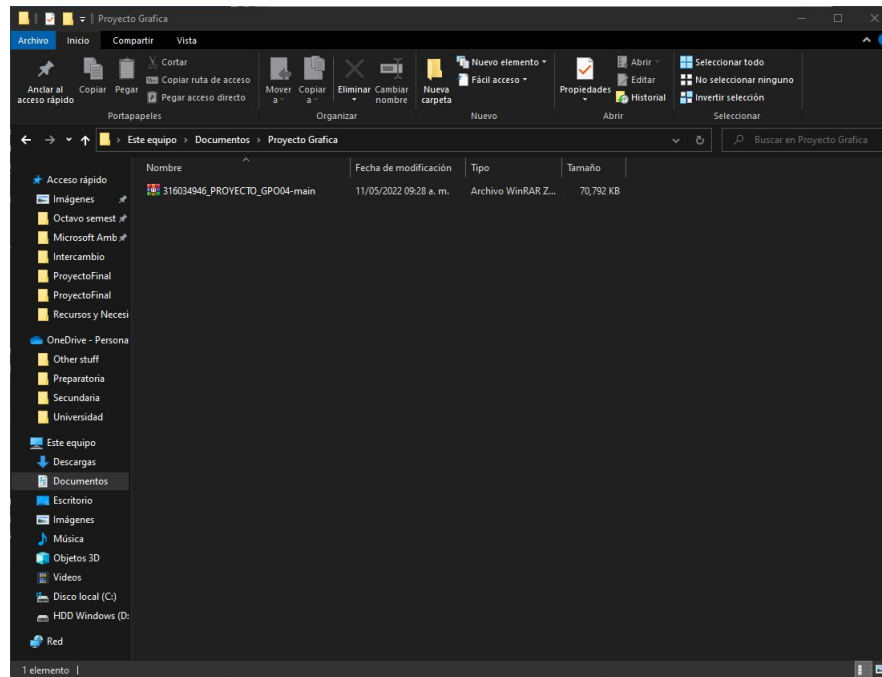 Proyecto Grafica
Archivo Inicio Compartir Vista
Anclar al acceso rápido
Copiar
Pegar
Cortar
Copiar ruta de acceso
Pegar acceso directo
Portapapeles
Mover a
Copiar a
Eliminar
Cambiar nombre
Organizar
Nueva carpeta
Nuevo elemento
Fácil acceso
Nuevo
Propiedades
Abrir
Editar
Historial
Abrir
Seleccionar todo
No seleccionar ninguno
Invertir selección
Seleccionar
Este equipo > Documentos > Proyecto Grafica
Buscar en Proyecto Grafica
Nombre Fecha de modificación Tipo Tamaño
316034946_PROYECTO_GPO04-main 11/05/2022 09:28 a. m. Archivo WinRAR Z... 70,792 KB
Acceso rápido
Imágenes
Octavo semest
Microsoft Amb
Intercambio
ProyectoFinal
ProyectoFinal
Recursos y Necesi
OneDrive - Persona
Other stuff
Preparatoria
Secundaria
Universidad
Este equipo
Descargas
Documentos
Escritorio
Imágenes
Música
Objetos 3D
Videos
Disco local (C:)
HDD Windows (D:
Red
1 elemento